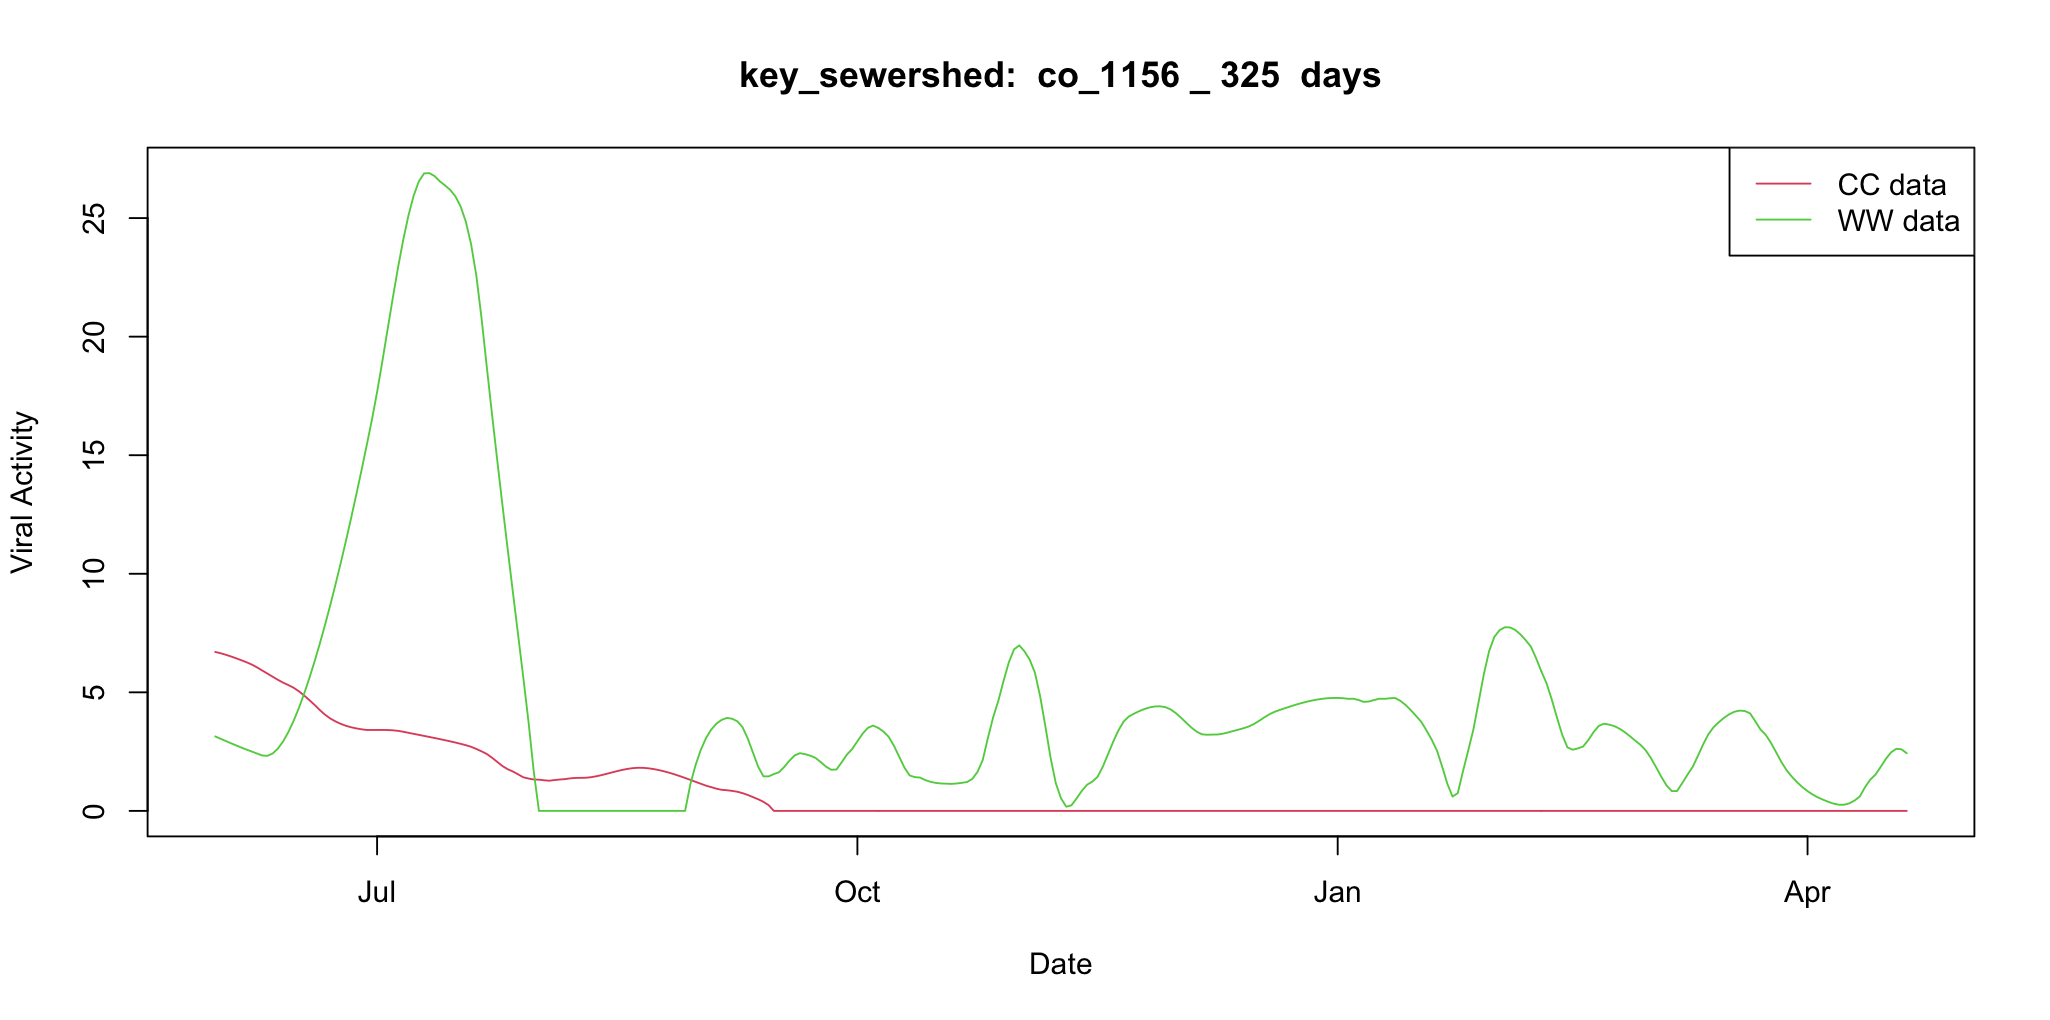 key_sewershed:  co_1156 _ 325  days
CC data
WW data
Viral Activity
25
20
15
10
5
0
Jul
Oct
Jan
Apr
Date